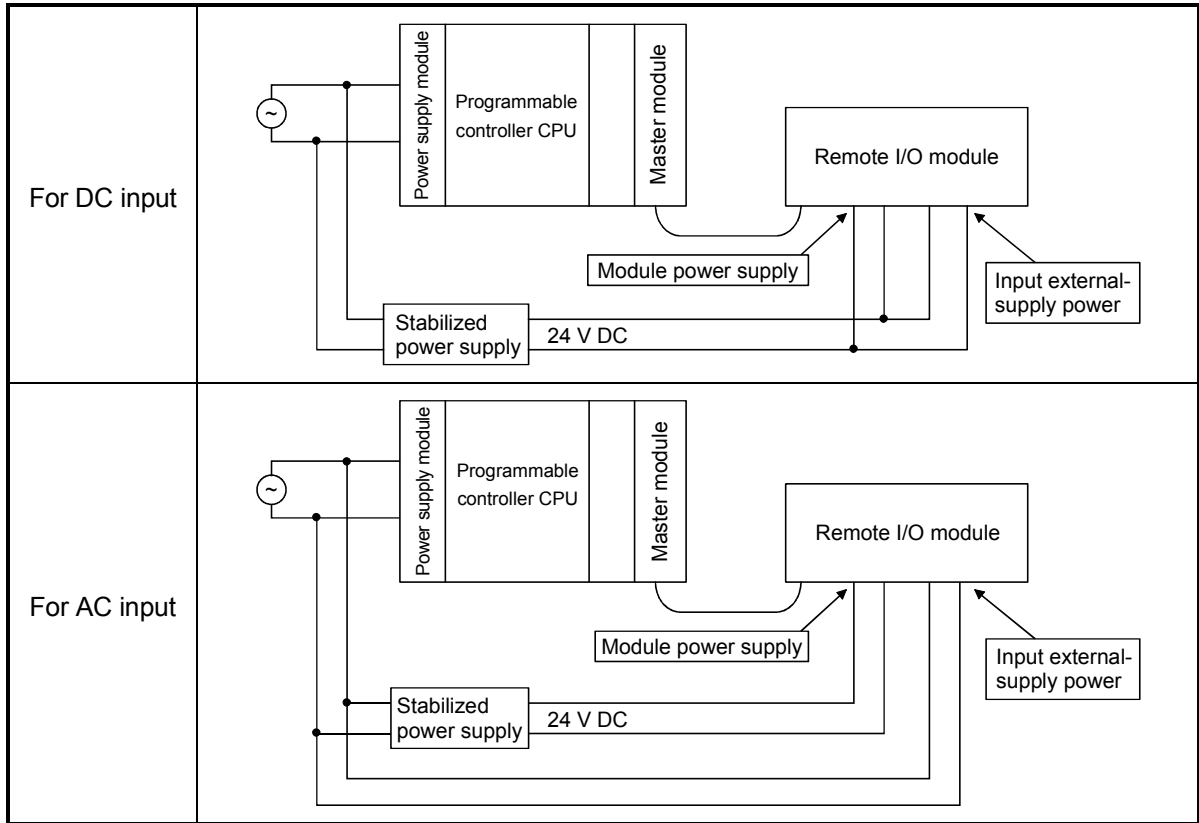 For DC input
Power supply module
Programmable
controller CPU
Master module
Remote I/O module
Module power supply
Input external-
supply power
Stabilized
power supply
24 V DC
~
For AC input
Power supply module
Programmable
controller CPU
Master module
Remote I/O module
Module power supply
Input external-
supply power
Stabilized
power supply
24 V DC
~